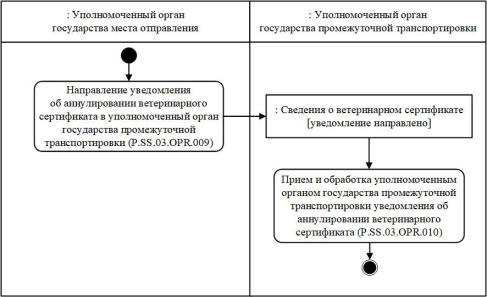 : Уполномоченный орган
государства места отправления
: Уполномоченный орган
государства промежуточной транспортировки
Направление уведомления
об аннулировании ветеринарного
сертификата в уполномоченный орган
государства промежуточной
транспортировки (P.SS.03.OPR.009)
: Сведения о ветеринарном сертификате
[уведомление направлено]
Прием и обработка уполномоченным
органом государства промежуточной
транспортировки уведомления об
аннулировании ветеринарного
сертификата (P.SS.03.OPR.010)